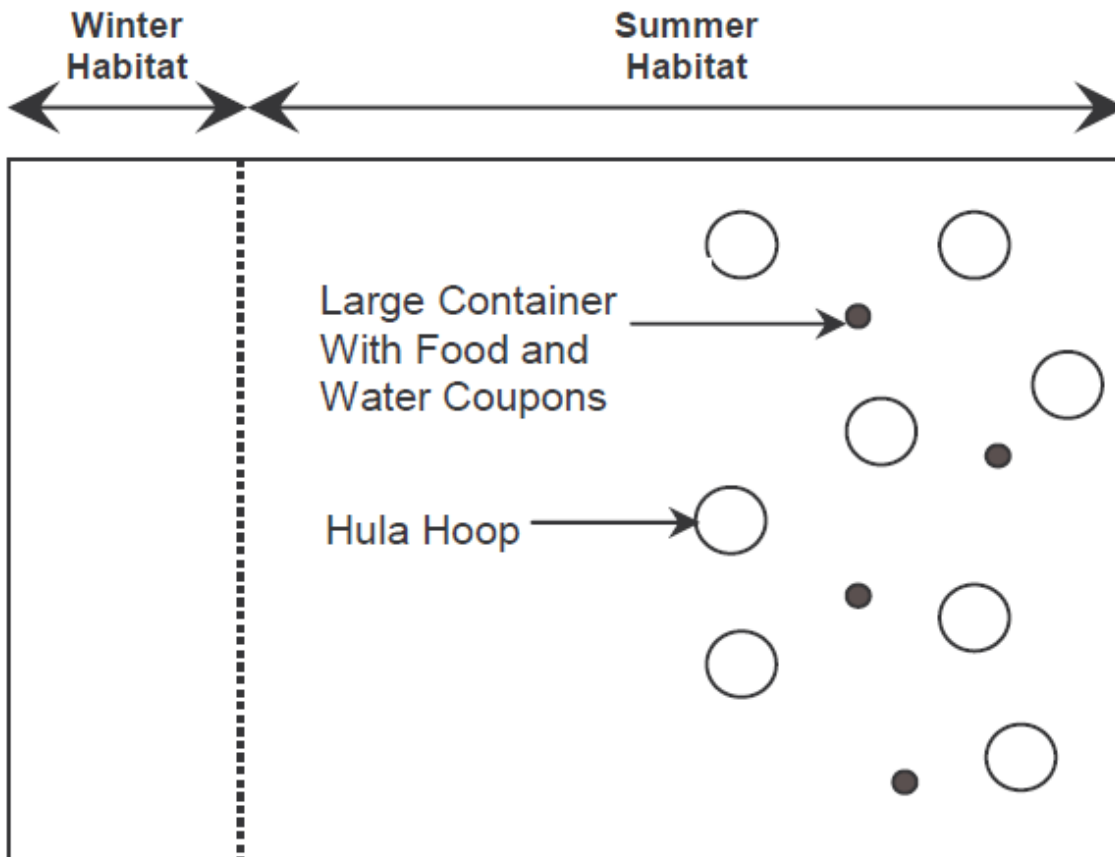 Winter
Habitat
Summer
Habitat
Large Container
With Food and
Water Coupons
Hula Hoop